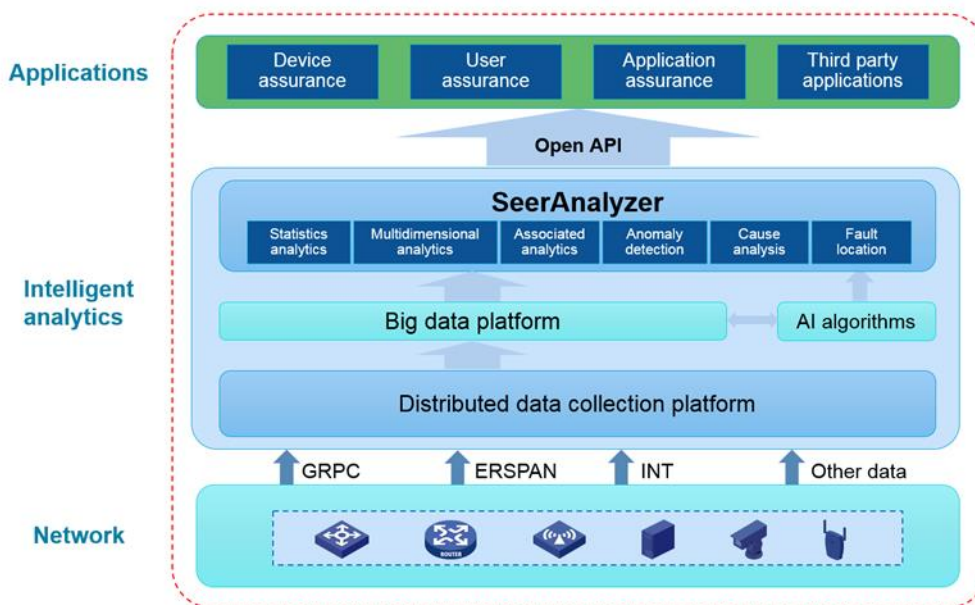 Applications
Device
assurance
User
assurance
Application
assurance
Third party
applications
Open API
Intelligent
analytics
SeerAnalyzer
Statistics
analytics
Multidimensional
analytics
Associated
analytics
Anomaly
detection
Cause
analysis
Fault
location
Big data platform
AI algorithms
Distributed data collection platform
GRPC
ERSPAN
INT
Other data
Network
ROUTER